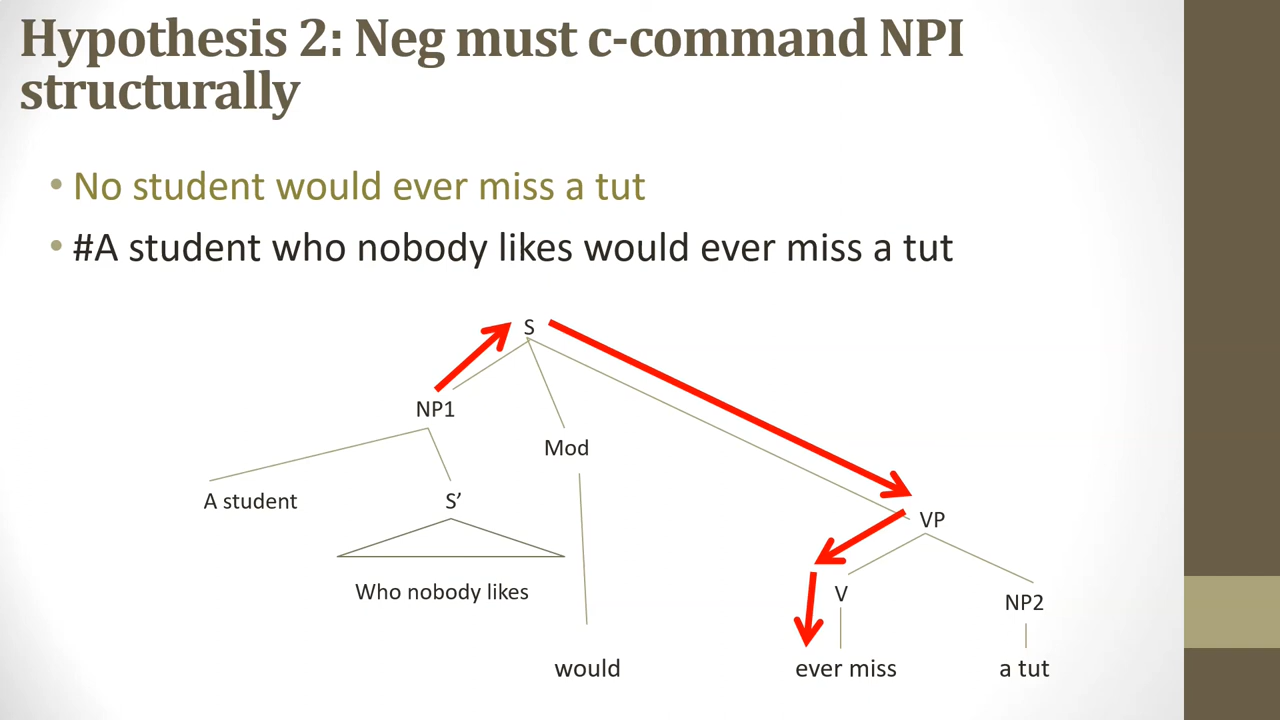 Hypothesis 2: Neg must c-command NPI
structurally
• No student would ever miss a tut
• #A student who nobody likes would ever miss a tut
S
NP1
Mod
A student
S’
VP
Who nobody likes
V
NP2
would
ever miss
a tut